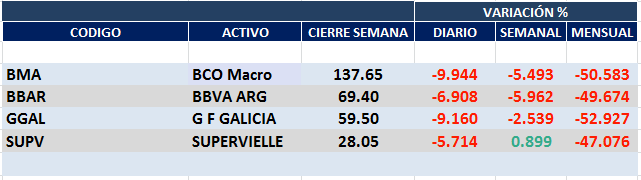 VARIACIÓN %
CODIGO ACTIVO CIERRE SEMANA DIARIO SEMANAL MENSUAL
BMA BCO Macro 137.65 -9.944 -5.493 -50.583
BBAR BBVA ARG 69.40 -6.908 -5.962 -49.674
GGAL G F GALICIA 59.50 -9.160 -2.539 -52.927
SUPV SUPERVIELLE 28.05 -5.714 0.899 -47.076